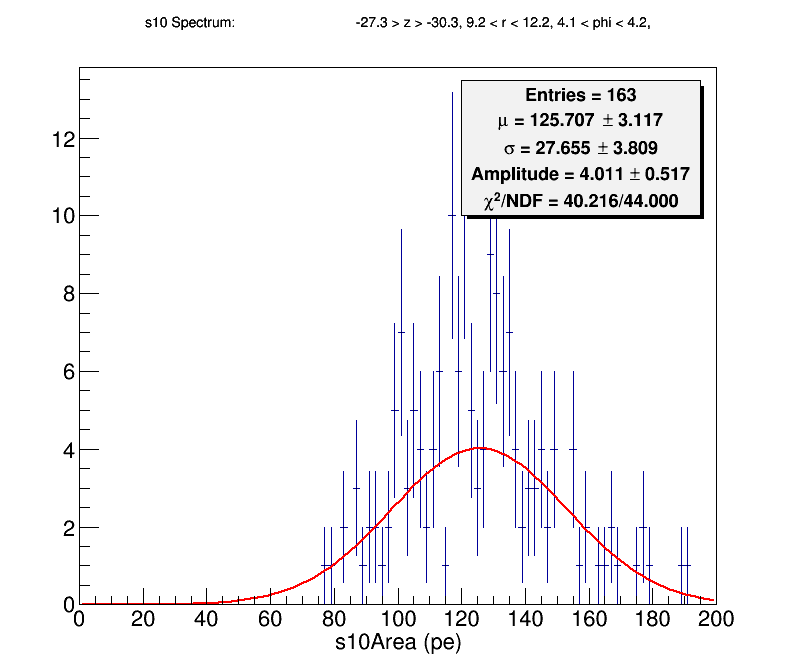 s10 Spectrum: -27.3 > z > -30.3, 9.2 < r < 12.2, 4.1 < phi < 4.2,
Entries = 163
μ = 125.707 ± 3.117
σ = 27.655 ± 3.809
Amplitude = 4.011 ± 0.517
χ²/NDF = 40.216/44.000
12
10
8
6
4
2
0
0 20 40 60 80 100 120 140 160 180 200
s10Area (pe)